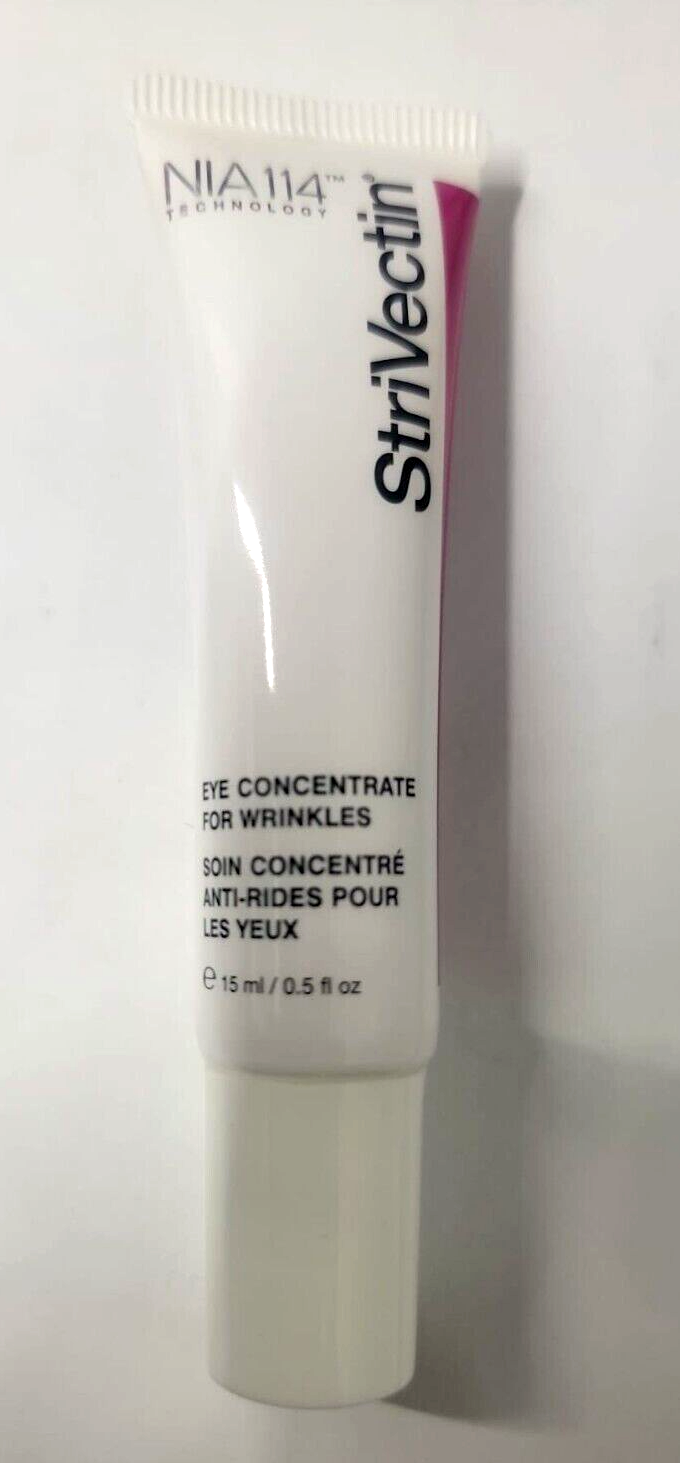 NIA114™
TECHNOLOGY
StriVectin®
EYE CONCENTRATE
FOR WRINKLES
SOIN CONCENTRÉ
ANTI-RIDES POUR
LES YEUX
℮ 15 ml / 0.5 fl oz